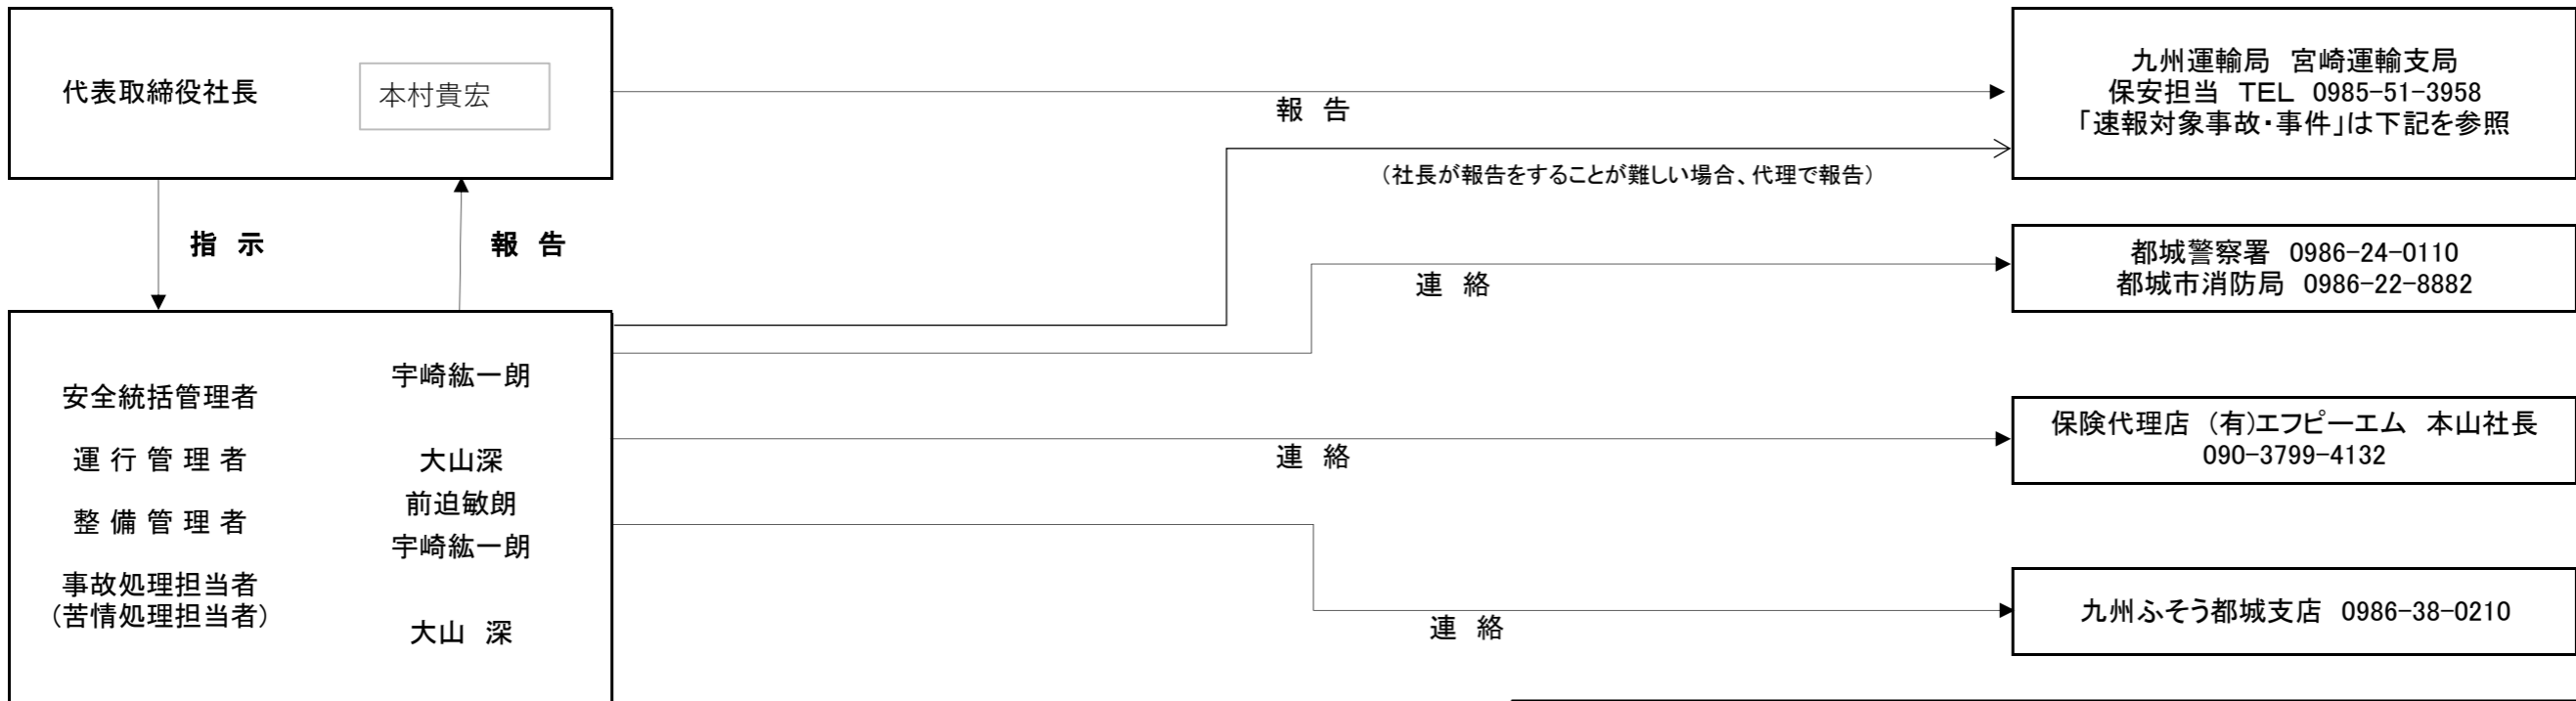 代表取締役社長 本村貴宏
報 告
九州運輸局 宮崎運輸支局
保安担当 TEL 0985-51-3958
「速報対象事故・事件」は下記を参照
(社長が報告をすることが難しい場合、代理で報告)
指 示
報 告
連 絡
都城警察署 0986-24-0110
都城市消防局 0986-22-8882
安全統括管理者
運 行 管 理 者
整 備 管 理 者
事故処理担当者
(苦情処理担当者)
宇崎紘一朗
大山深
前迫敏朗
宇崎紘一朗
大山 深
連 絡
保険代理店 (有)エフピーエム 本山社長
090-3799-4132
連 絡
九州ふそう都城支店 0986-38-0210